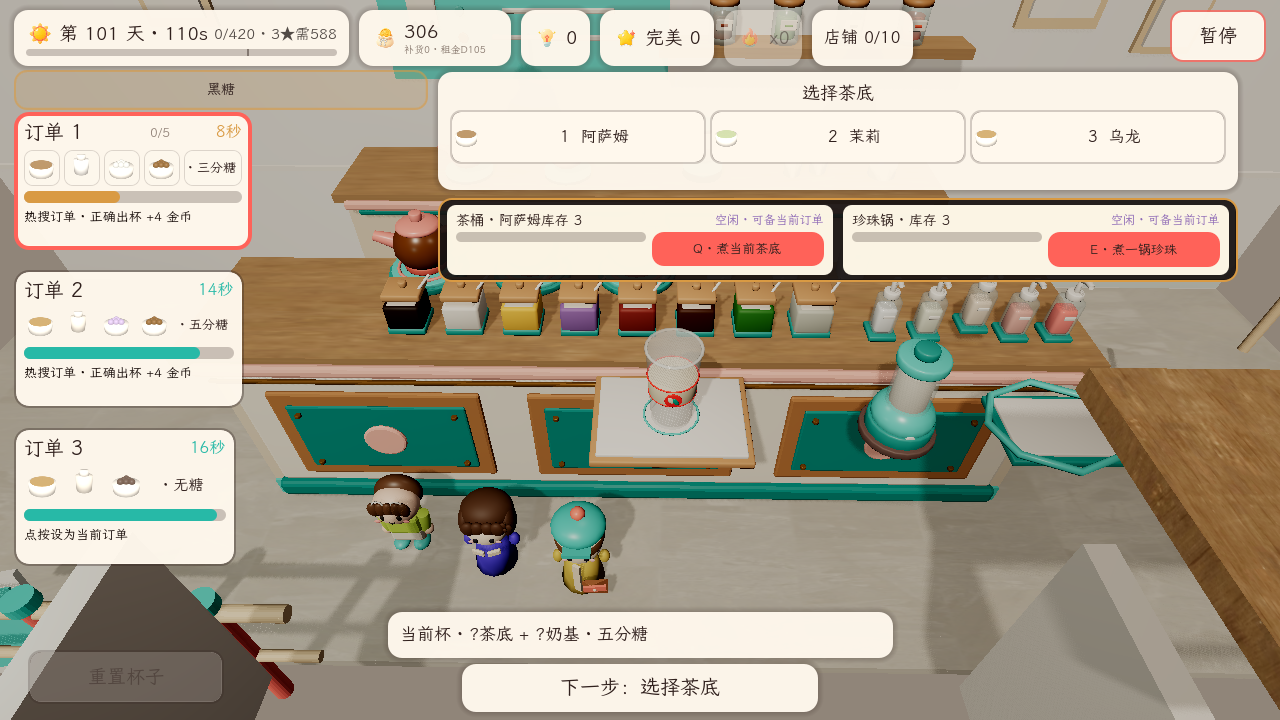 第 101 天・110s 0/420・3★需588
306
补货0・租金D105
0
完美 0
x0
店铺 0/10
暂停
黑糖
选择茶底
1 阿萨姆
2 茉莉
3 乌龙
订单 1
0/5
8秒
・三分糖
热搜订单・正确出杯 +4 金币
茶桶・阿萨姆库存 3
空闲・可备当前订单
Q・煮当前茶底
珍珠锅・库存 3
空闲・可备当前订单
E・煮一锅珍珠
订单 2
14秒
・五分糖
热搜订单・正确出杯 +4 金币
订单 3
16秒
・无糖
点按设为当前订单
当前杯・?茶底 + ?奶基・五分糖
重置杯子
下一步：选择茶底